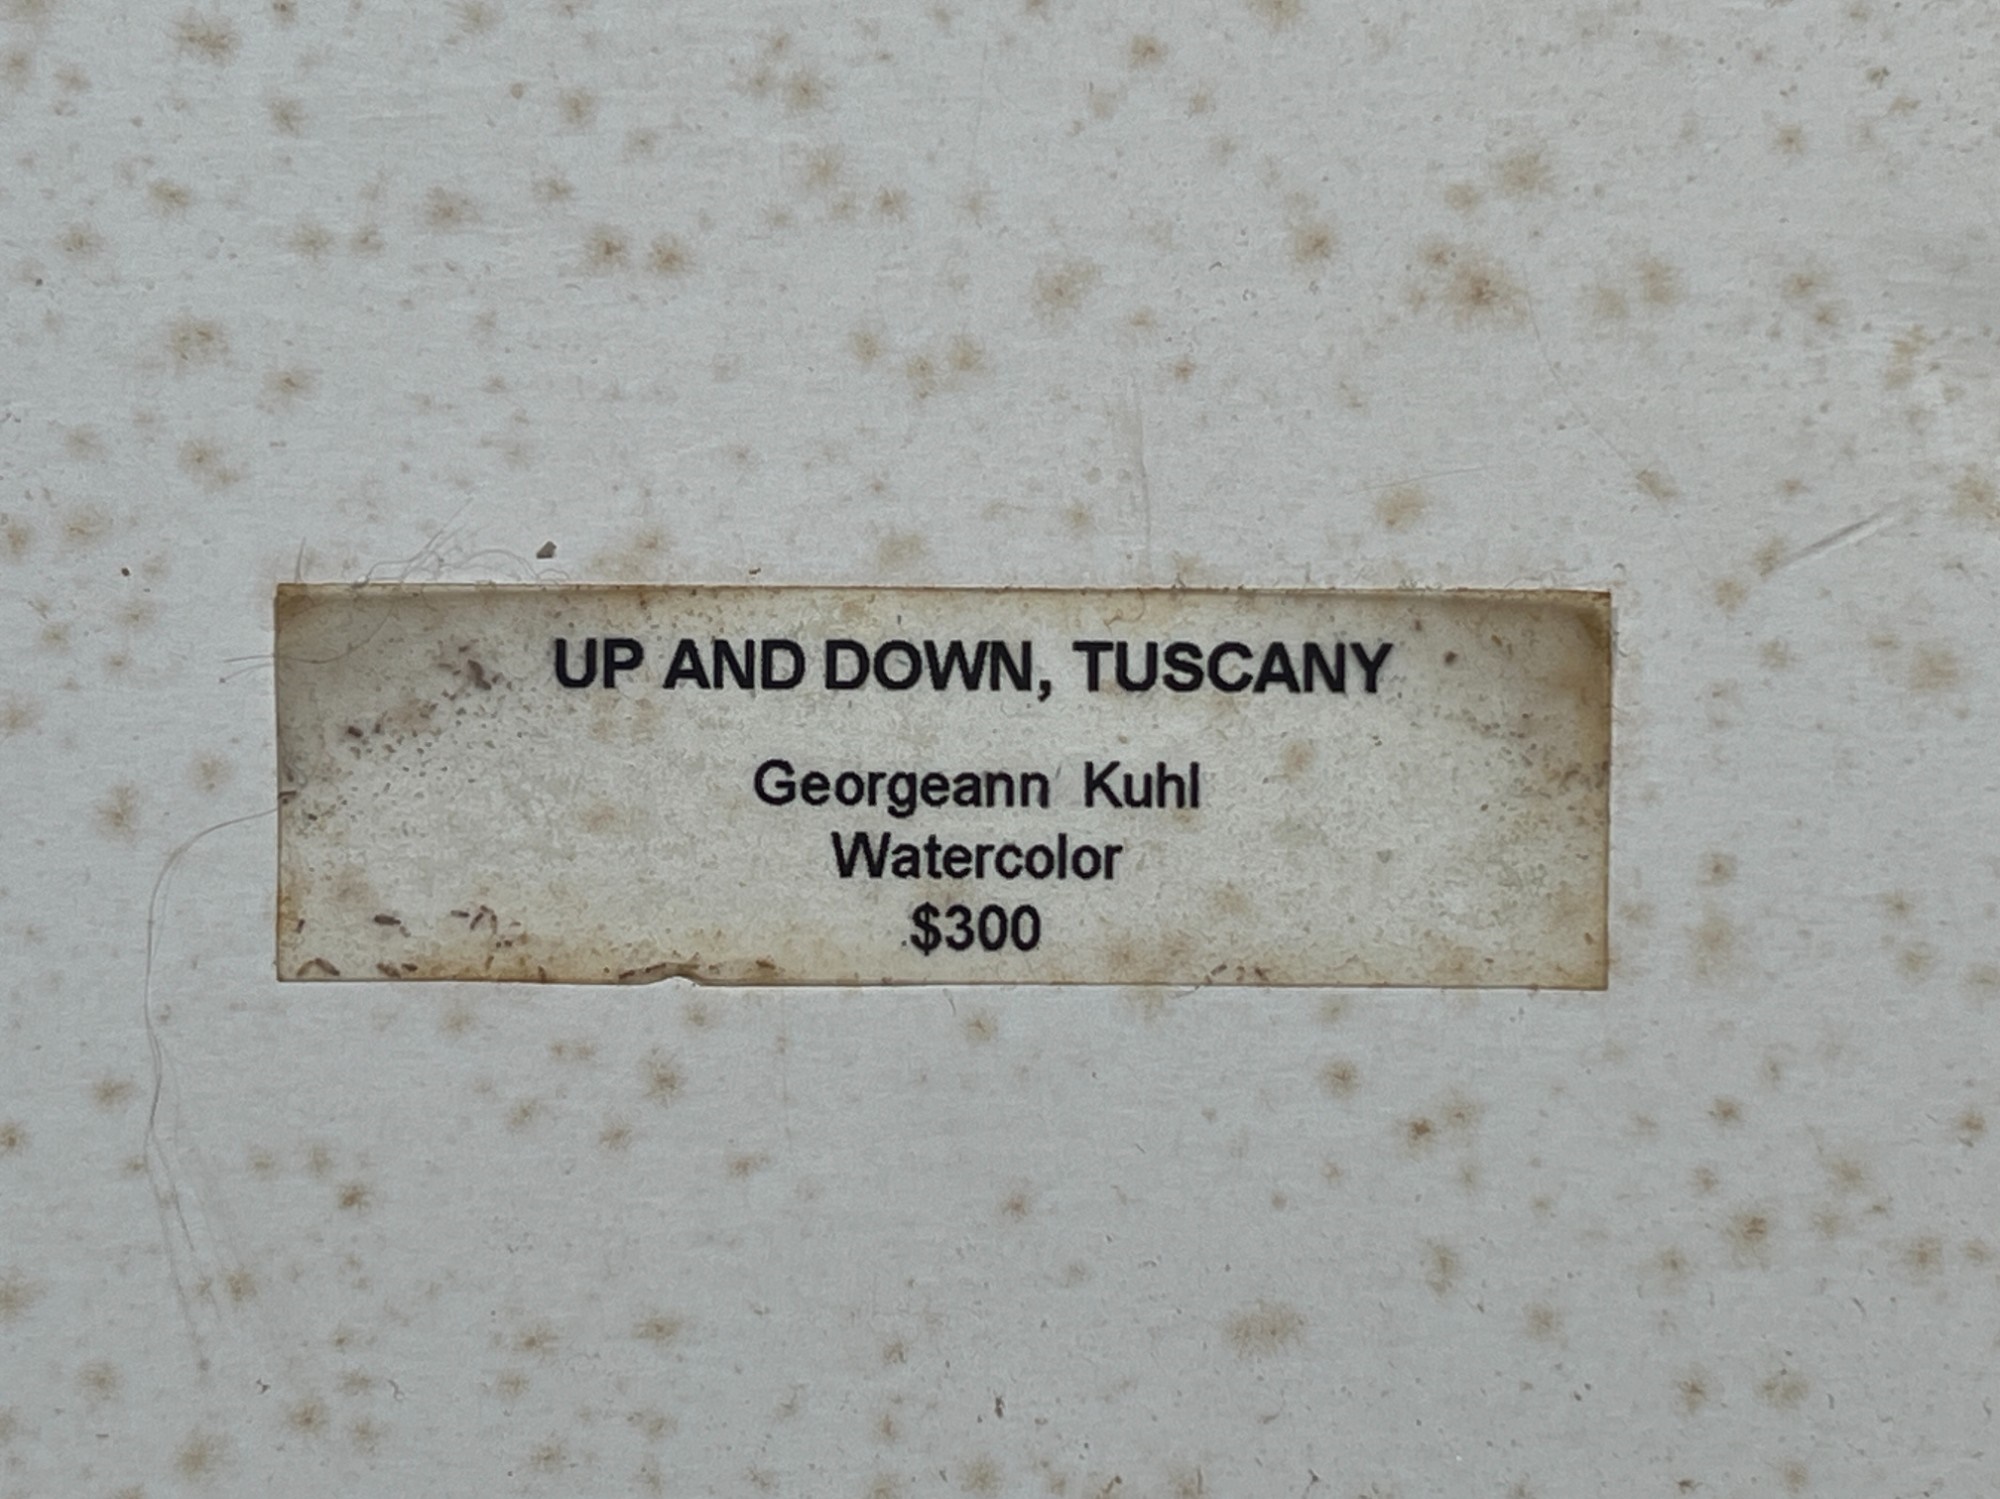 UP AND DOWN, TUSCANY
Georgeann Kuhl
Watercolor
$300